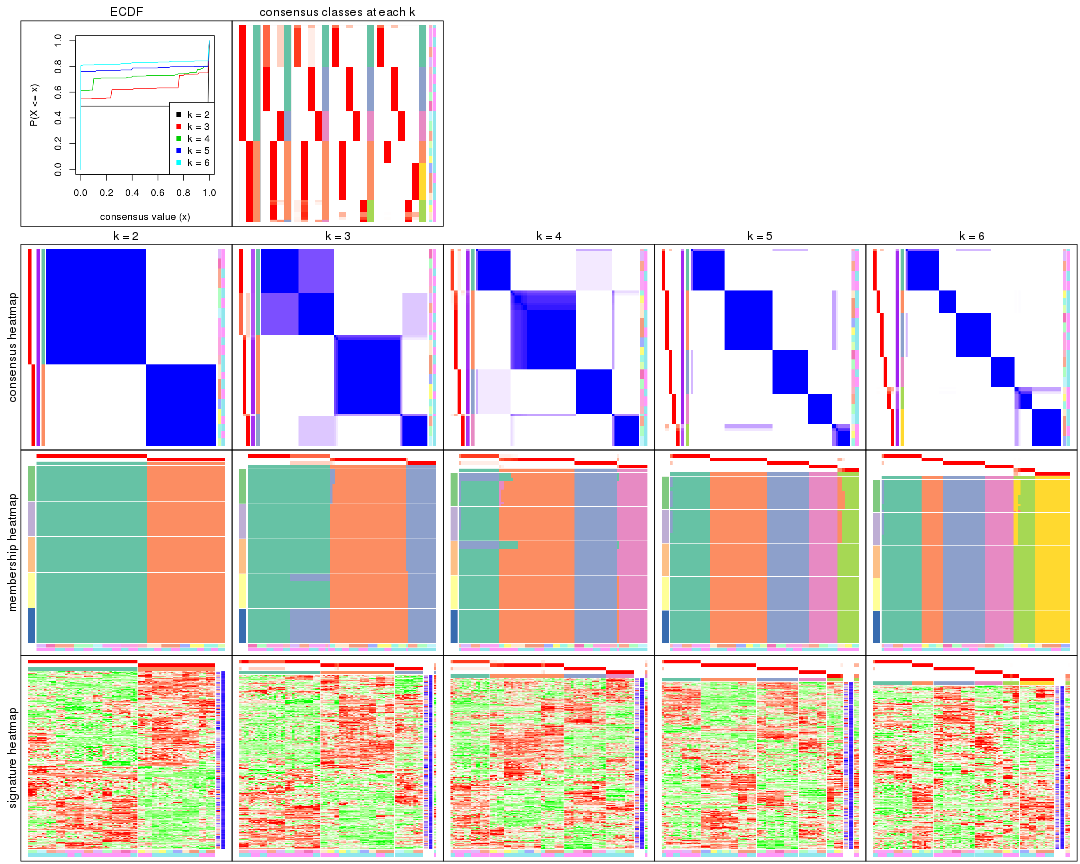 ECDF
consensus classes at each k
P(X <= x)
1.0
0.8
0.6
0.4
0.2
0.0
k = 2
k = 3
k = 4
k = 5
k = 6
0.0 0.2 0.4 0.6 0.8 1.0
consensus value (x)
k = 2
k = 3
k = 4
k = 5
k = 6
consensus heatmap
membership heatmap
signature heatmap